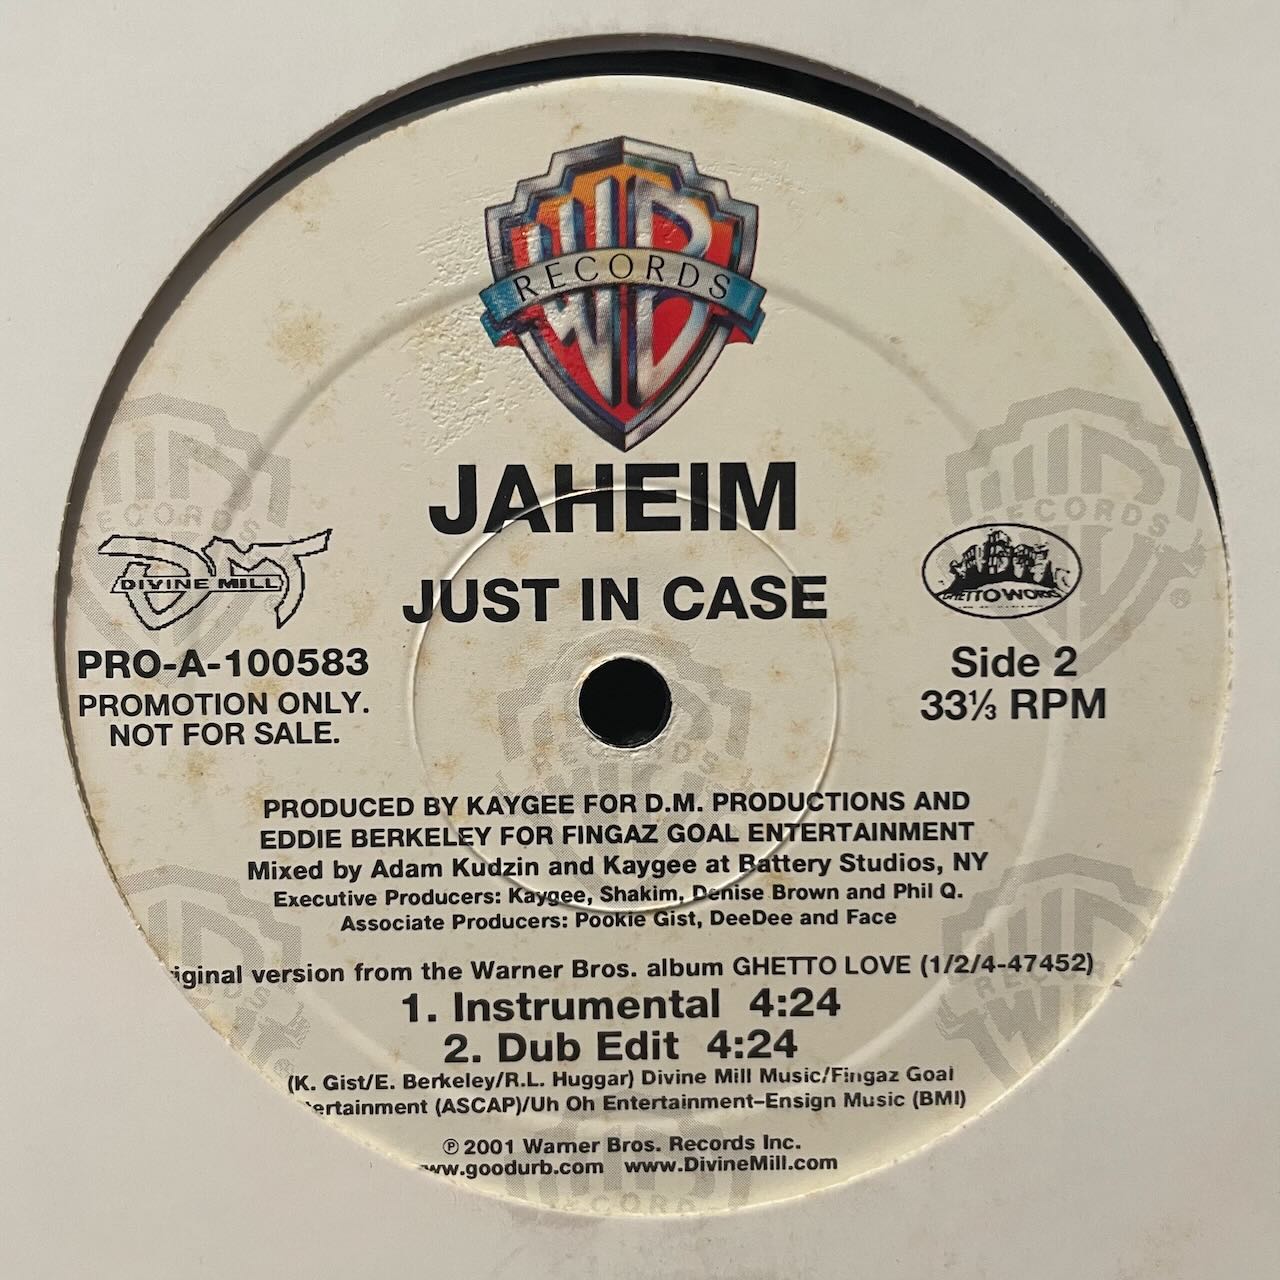 WB
RECORDS
JAHEIM
JUST IN CASE
DMT
DIVINE MILL
PRO-A-100583
PROMOTION ONLY.
NOT FOR SALE.
Side 2
33⅓ RPM
PRODUCED BY KAYGEE FOR D.M. PRODUCTIONS AND
EDDIE BERKELEY FOR FINGAZ GOAL ENTERTAINMENT
Mixed by Adam Kudzin and Kaygee at Battery Studios, NY
Executive Producers: Kaygee, Shakim, Denise Brown and Phil Q.
Associate Producers: Pookie Gist, DeeDee and Face
iginal version from the Warner Bros. album GHETTO LOVE (1/2/4-47452)
1. Instrumental 4:24
2. Dub Edit 4:24
(K. Gist/E. Berkeley/R.L. Huggar) Divine Mill Music/Fingaz Goal
ertainment (ASCAP)/Uh Oh Entertainment–Ensign Music (BMI)
℗ 2001 Warner Bros. Records Inc.
ww.goodurb.com www.DivineMill.com